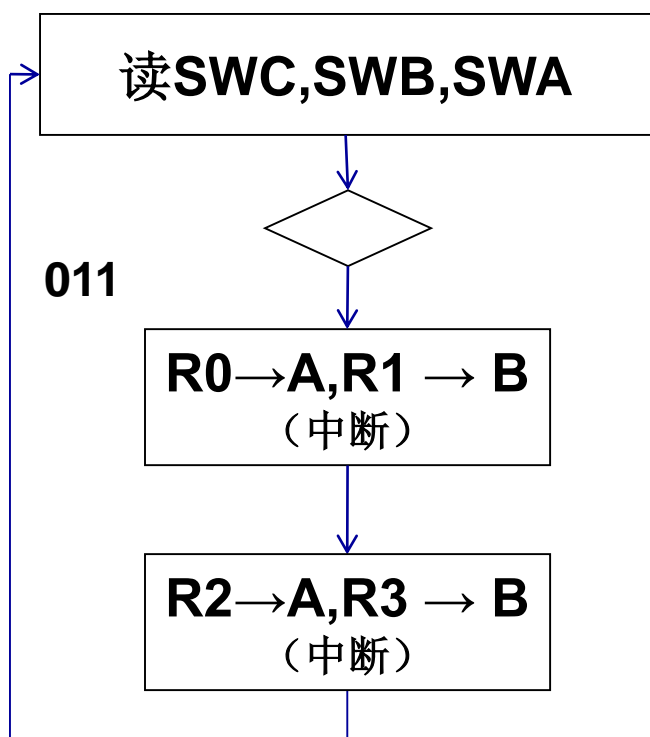 读SWC,SWB,SWA
011
R0→A,R1 → B
（中断）
R2→A,R3 → B
（中断）